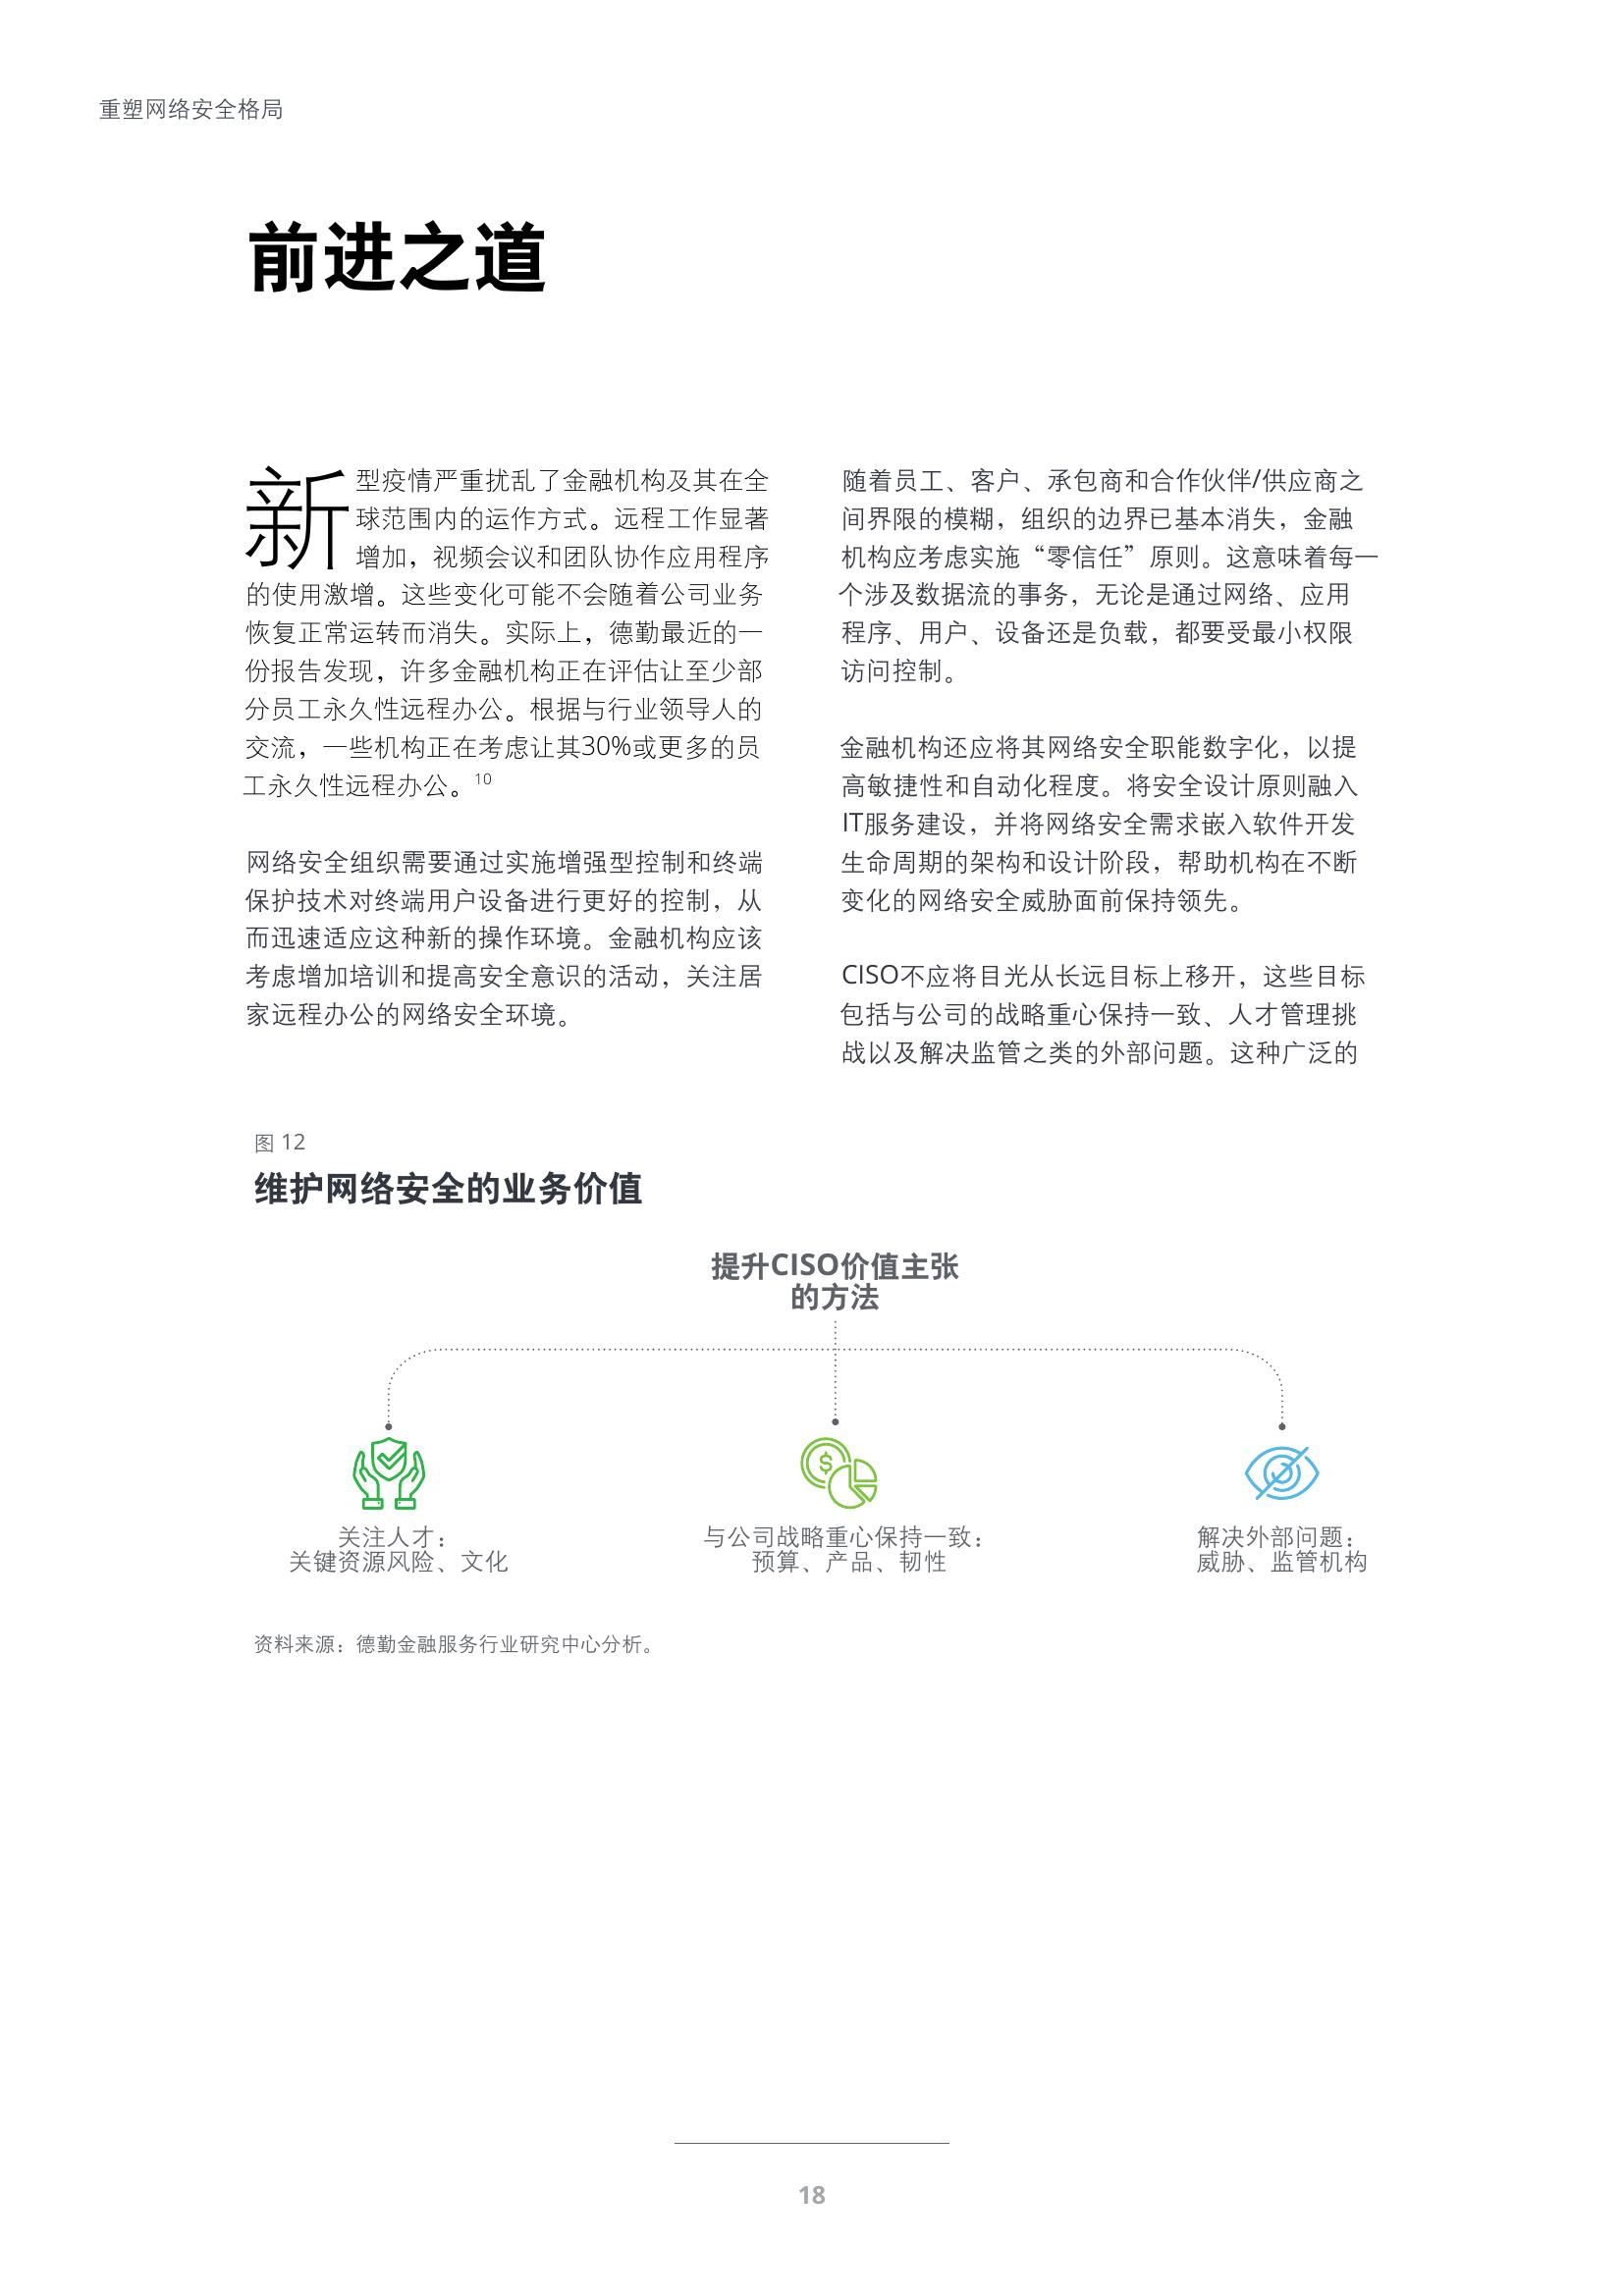 重塑网络安全格局
前进之道
新型疫情严重扰乱了金融机构及其在全
球范围内的运作方式。远程工作显著
增加，视频会议和团队协作应用程序
的使用激增。这些变化可能不会随着公司业务
恢复正常运转而消失。实际上，德勤最近的一
份报告发现，许多金融机构正在评估让至少部
分员工永久性远程办公。根据与行业领导人的
交流，一些机构正在考虑让其30%或更多的员
工永久性远程办公。10
网络安全组织需要通过实施增强型控制和终端
保护技术对终端用户设备进行更好的控制，从
而迅速适应这种新的操作环境。金融机构应该
考虑增加培训和提高安全意识的活动，关注居
家远程办公的网络安全环境。
随着员工、客户、承包商和合作伙伴/供应商之
间界限的模糊，组织的边界已基本消失，金融
机构应考虑实施“零信任”原则。这意味着每一
个涉及数据流的事务，无论是通过网络、应用
程序、用户、设备还是负载，都要受最小权限
访问控制。
金融机构还应将其网络安全职能数字化，以提
高敏捷性和自动化程度。将安全设计原则融入
IT服务建设，并将网络安全需求嵌入软件开发
生命周期的架构和设计阶段，帮助机构在不断
变化的网络安全威胁面前保持领先。
CISO不应将目光从长远目标上移开，这些目标
包括与公司的战略重心保持一致、人才管理挑
战以及解决监管之类的外部问题。这种广泛的
图 12
维护网络安全的业务价值
提升CISO价值主张
的方法
关注人才：
关键资源风险、文化
与公司战略重心保持一致：
预算、产品、韧性
解决外部问题：
威胁、监管机构
资料来源：德勤金融服务行业研究中心分析。
18